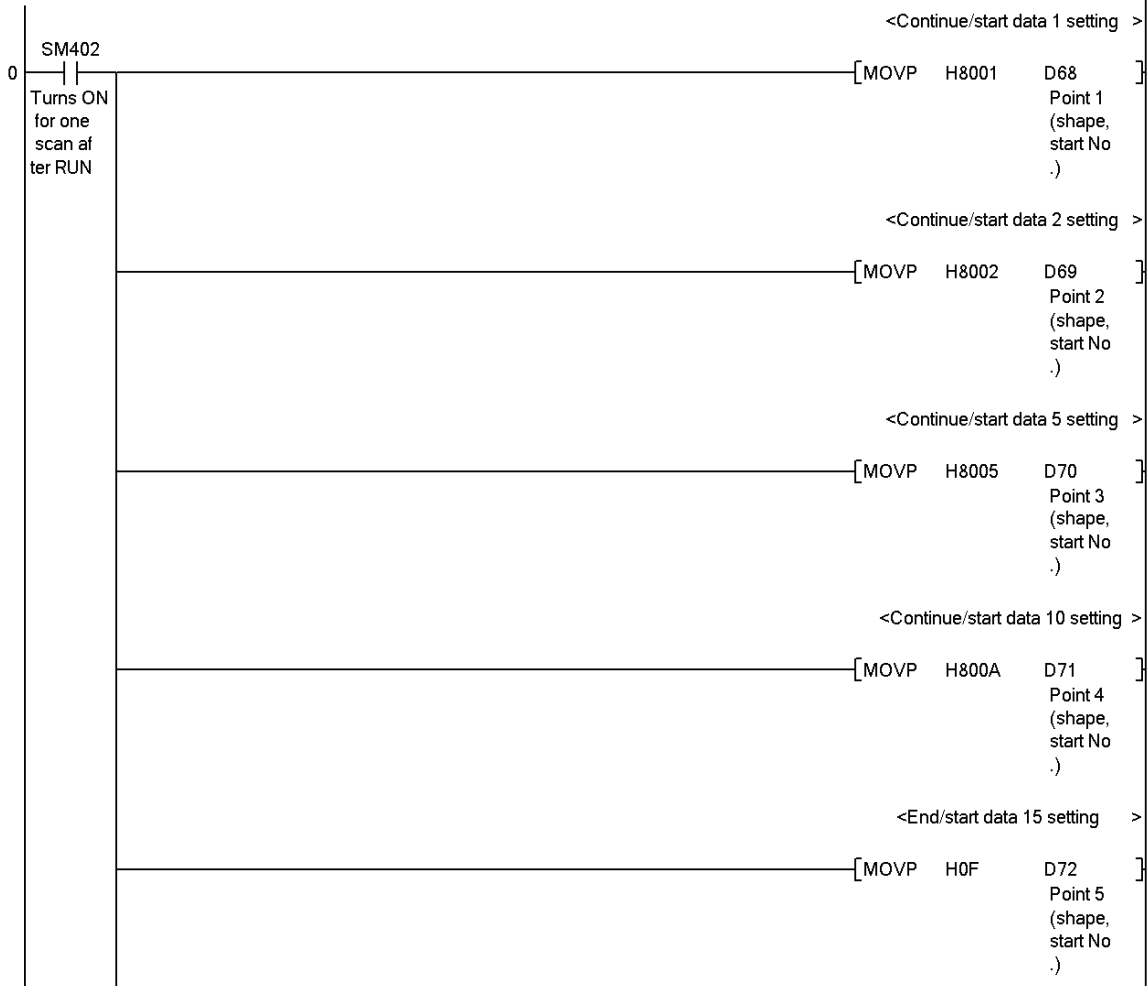 <Continue/start data 1 setting >
SM402
0
[MOVP H8001 D68 ]
Turns ON
for one
scan af
ter RUN
Point 1
(shape,
start No
.)
<Continue/start data 2 setting >
[MOVP H8002 D69 ]
Point 2
(shape,
start No
.)
<Continue/start data 5 setting >
[MOVP H8005 D70 ]
Point 3
(shape,
start No
.)
<Continue/start data 10 setting >
[MOVP H800A D71 ]
Point 4
(shape,
start No
.)
<End/start data 15 setting >
[MOVP H0F D72 ]
Point 5
(shape,
start No
.)